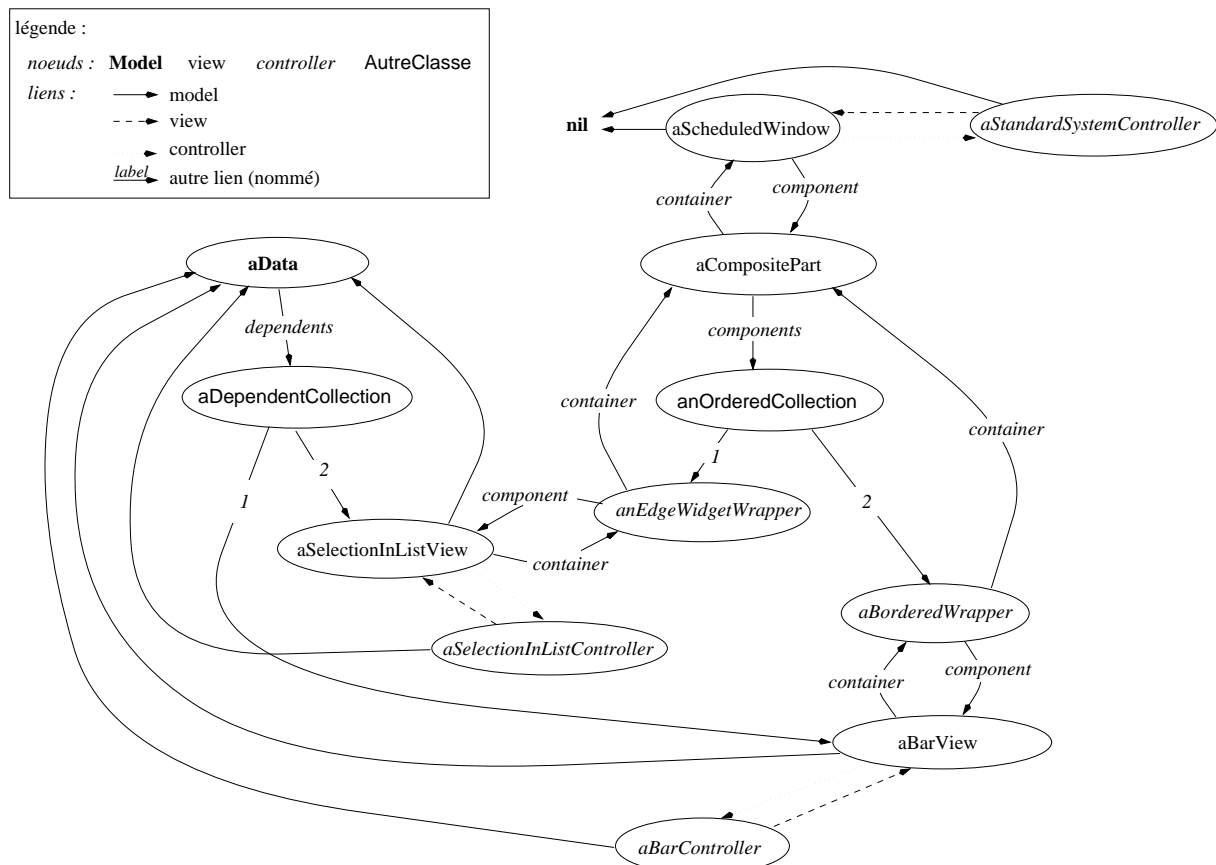 légende :
noeuds : Model view controller AutreClasse
liens :
model
view
controller
label autre lien (nommé)
nil
aScheduledWindow
aStandardSystemController
container
component
aData
aCompositePart
dependents
components
aDependentCollection
anOrderedCollection
container
container
1
2
1
2
component
anEdgeWidgetWrapper
aSelectionInListView
container
aBorderedWrapper
aSelectionInListController
container
component
aBarView
aBarController